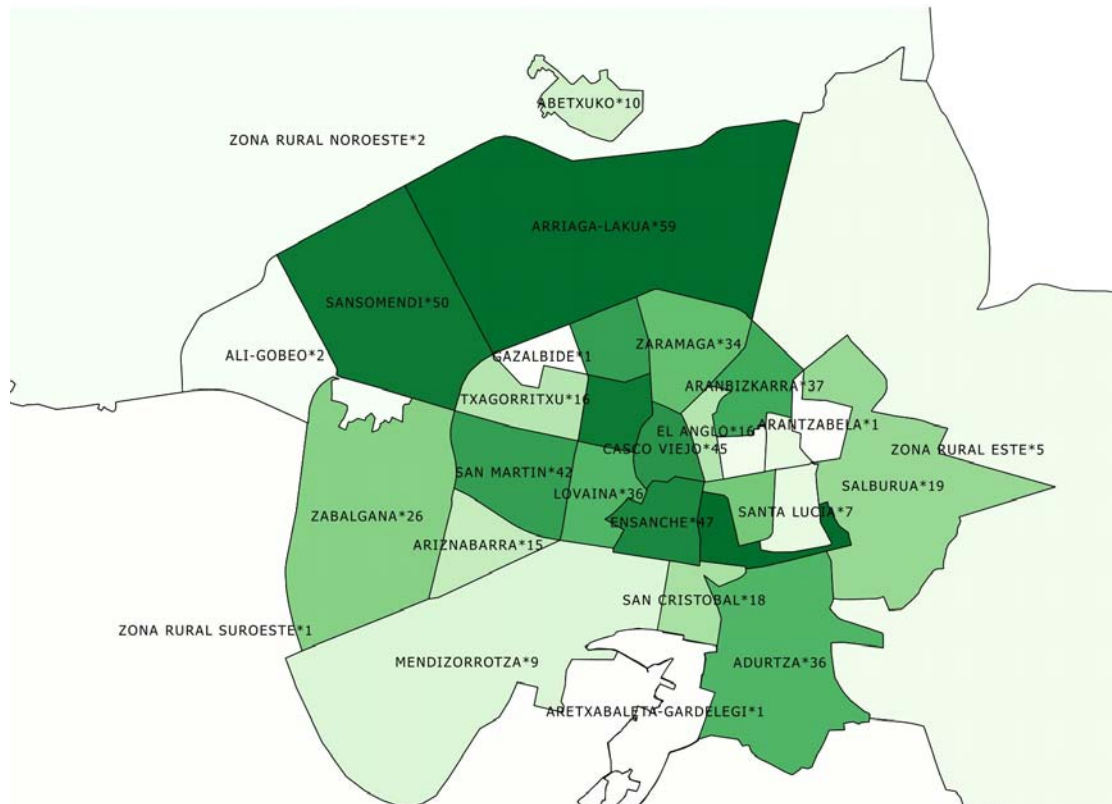 ABETXUKO*10
ZONA RURAL NOROESTE*2
ARRIAGA-LAKUA*59
SANSOMENDI*50
ALI-GOBEO*2
GAZALBIDE*1
ZARAMAGA*34
TXAGORRITXU*16
ARANBIZKARRA*37
EL ANGLO*16
ARANTZABELA*1
CASCO VIEJO*45
ZONA RURAL ESTE*5
SAN MARTIN*42
LOVAINA*36
SALBURUA*19
ZABALGANA*26
ENSANCHE*47
SANTA LUCIA*7
ARIZNABARRA*15
SAN CRISTOBAL*18
ZONA RURAL SUROESTE*1
MENDIZORROTZA*9
ADURTZA*36
ARETXABALETA-GARDELEGI*1